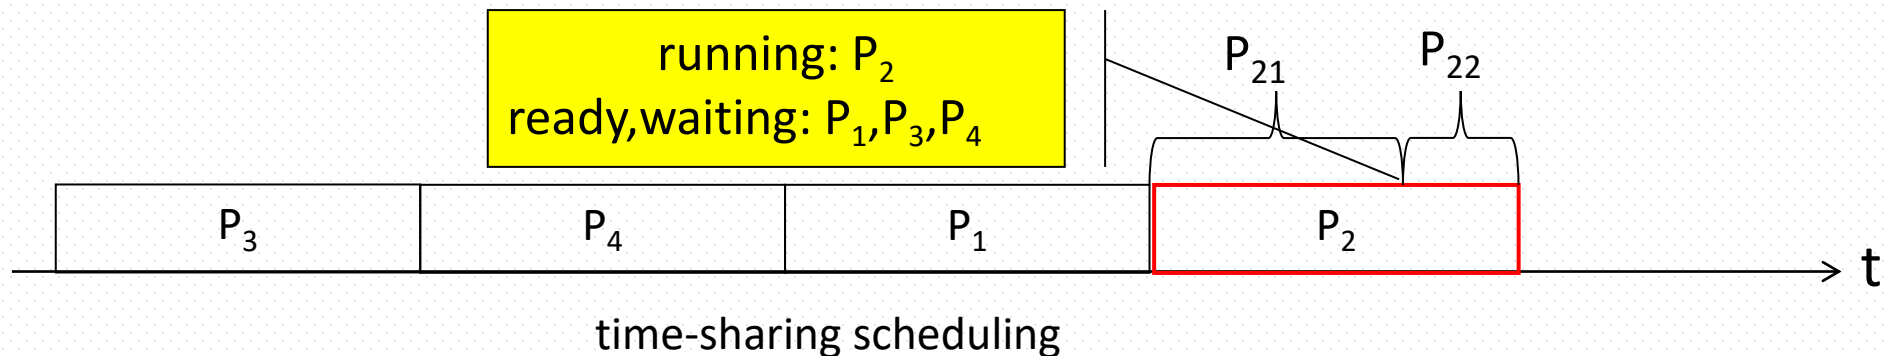 running: P₂
ready,waiting: P₁,P₃,P₄
P₂₁ P₂₂
P₃ P₄ P₁ P₂
t
time-sharing scheduling